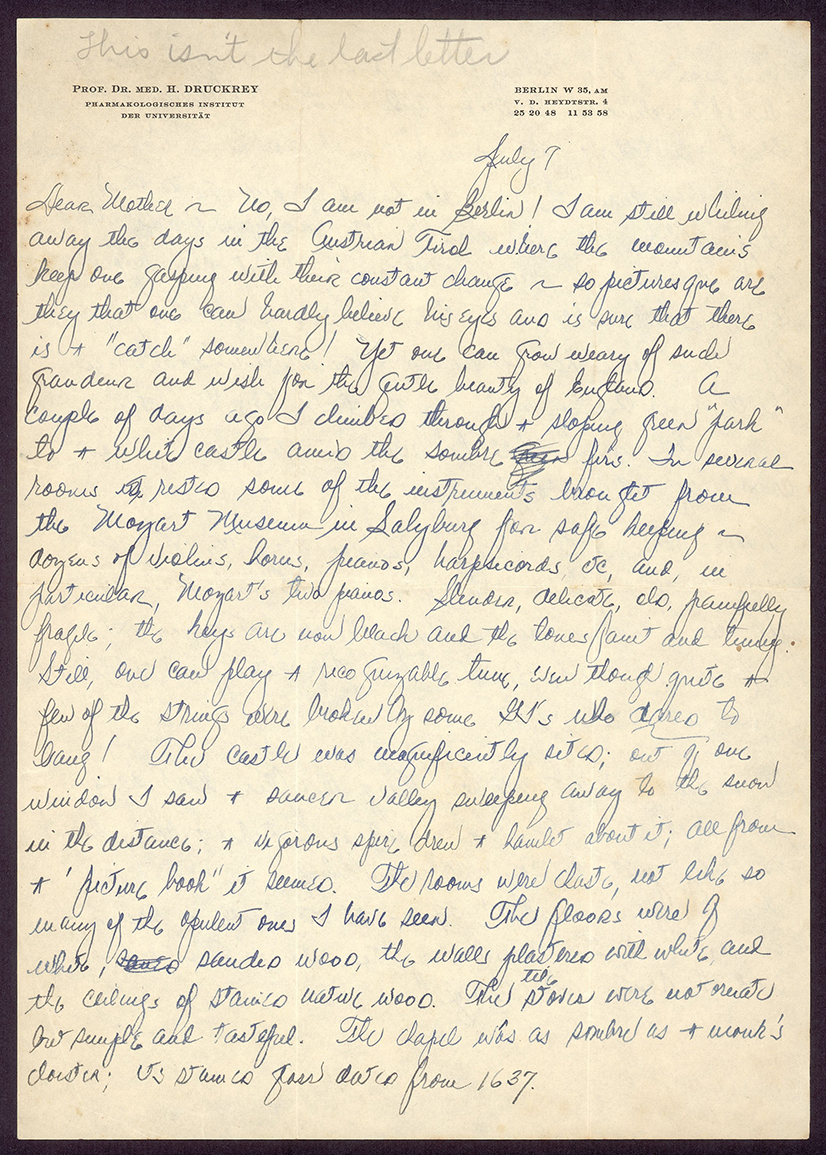 This isn't the last letter
PROF. DR. MED. H. DRUCKREY
PHARMAKOLOGISCHES INSTITUT
DER UNIVERSITÄT
BERLIN W 35, AM
V. D. HEYDTSTR. 4
25 20 48 11 53 58
July 7
Dear Mother ~ No, I am not in Berlin! I am still whiling
away the days in the Austrian Tirol where the mountains
keep one gasping with their constant change ~ so picturesque are
they that one can hardly believe his eyes and is sure that there
is a "catch" somewhere! Yet one can grow weary of such
grandeur and wish for the gentle beauty of England. A
couple of days ago I climbed through a sloping green "park"
to a white castle amid the sombre firs. In several
rooms rested some of the instruments brought from
the Mozart Museum in Salzburg for safe keeping ~
dozens of violins, horns, pianos, harpsicords, etc, and, in
particular, Mozart's two pianos. Slender, delicate, old, painfully
fragile; the keys are now black and the tones faint and tinny.
Still, one can play a recognizable tune, even though quite a
few of the strings were broken by some GI's who dared to
bang! The castle was magnificently sited; out of one
window I saw a saucer valley sweeping away to the snow
in the distance; a vigorous spire drew a hamlet about it; all from
a 'picture book" it seemed. The rooms were chaste, not like so
many of the opulent ones I have seen. The floors were of
white, sanded wood, the walls plastered with white, and
the ceilings of stained native wood. The tile stoves were not ornate
but simple and tasteful. The chapel was as sombre as a monk's
cloister; its stained glass dated from 1637.